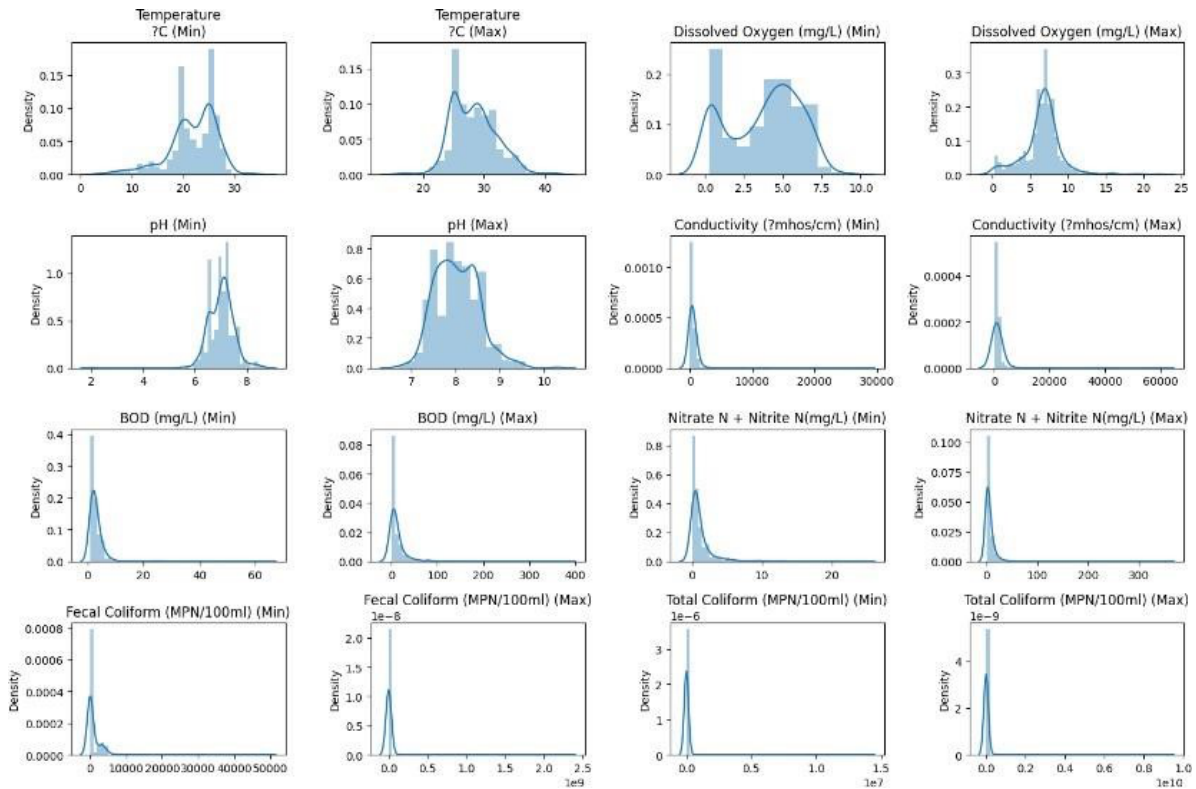 Temperature
?C (Min)
Temperature
?C (Max)
Dissolved Oxygen (mg/L) (Min)
Dissolved Oxygen (mg/L) (Max)
Density
0.15
0.10
0.05
0.00
0 10 20 30
Density
0.15
0.10
0.05
0.00
20 30 40
Density
0.2
0.1
0.0
0.0 2.5 5.0 7.5 10.0
Density
0.3
0.2
0.1
0.0
0 5 10 15 20 25
pH (Min)
pH (Max)
Conductivity (?mhos/cm) (Min)
Conductivity (?mhos/cm) (Max)
Density
1.0
0.5
0.0
2 4 6 8
Density
0.8
0.6
0.4
0.2
0.0
7 8 9 10
Density
0.0010
0.0005
0.0000
0 10000 20000 30000
Density
0.0004
0.0002
0.0000
0 20000 40000 60000
BOD (mg/L) (Min)
BOD (mg/L) (Max)
Nitrate N + Nitrite N(mg/L) (Min)
Nitrate N + Nitrite N(mg/L) (Max)
Density
0.4
0.3
0.2
0.1
0.0
0 20 40 60
Density
0.08
0.06
0.04
0.02
0.00
0 100 200 300 400
Density
0.8
0.6
0.4
0.2
0.0
0 10 20
Density
0.100
0.075
0.050
0.025
0.000
0 100 200 300
Fecal Coliform (MPN/100ml) (Min)
Fecal Coliform (MPN/100ml) (Max)
Total Coliform (MPN/100ml) (Min)
Total Coliform (MPN/100ml) (Max)
Density
0.0008
0.0006
0.0004
0.0002
0.0000
0 10000 20000 30000 40000 50000
1e-8
Density
2.0
1.5
1.0
0.5
0.0
0.0 0.5 1.0 1.5 2.0 2.5
1e9
1e-6
Density
3
2
1
0
0.0 0.5 1.0 1.5
1e7
1e-9
Density
4
2
0
0.0 0.2 0.4 0.6 0.8 1.0
1e10